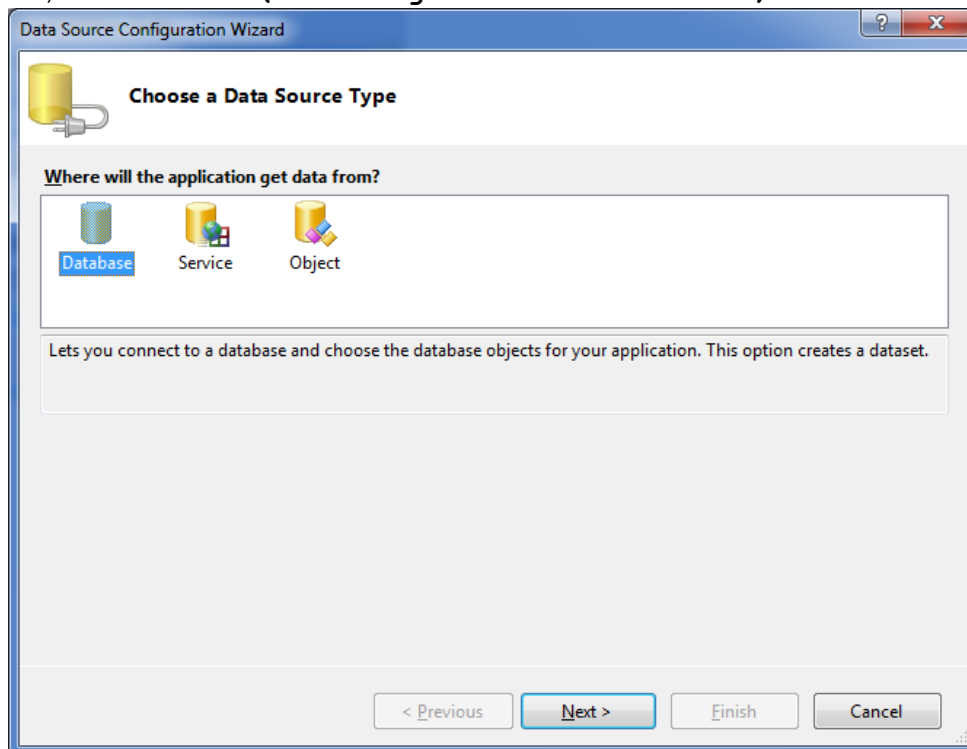 Data Source Configuration Wizard
?
X
Choose a Data Source Type
Where will the application get data from?
Database Service Object
Lets you connect to a database and choose the database objects for your application. This option creates a dataset.
< Previous Next > Finish Cancel